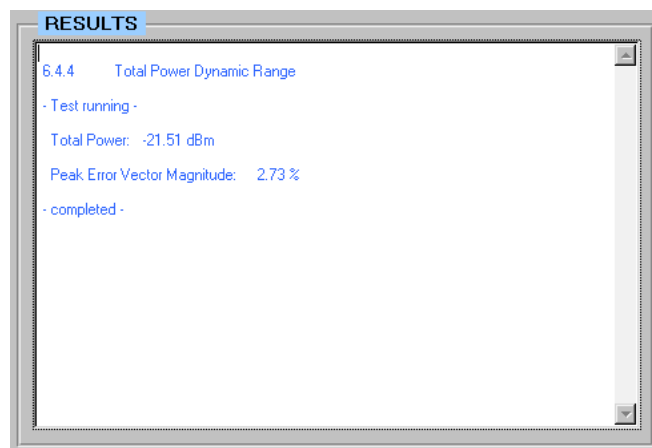 RESULTS
6.4.4 Total Power Dynamic Range
- Test running -
Total Power: -21.51 dBm
Peak Error Vector Magnitude: 2.73 %
- completed -